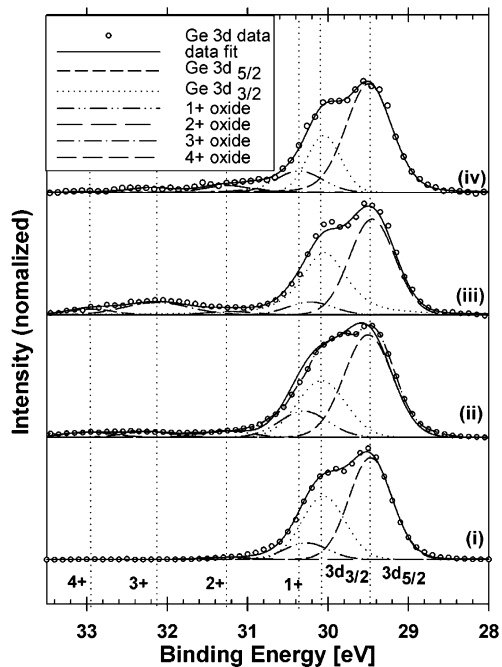 Ge 3d data
data fit
Ge 3d 5/2
Ge 3d 3/2
1+ oxide
2+ oxide
3+ oxide
4+ oxide
(iv)
(iii)
(ii)
(i)
4+ 3+ 2+ 1+ 3d3/2 3d5/2
33 32 31 30 29 28
Binding Energy [eV]
Intensity (nomalized)